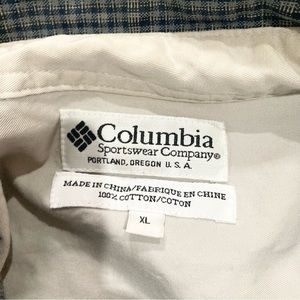 Columbia
Sportswear Company®
PORTLAND, OREGON U.S.A.
MADE IN CHINA/FABRIQUE EN CHINE
100% COTTON/COTON
XL